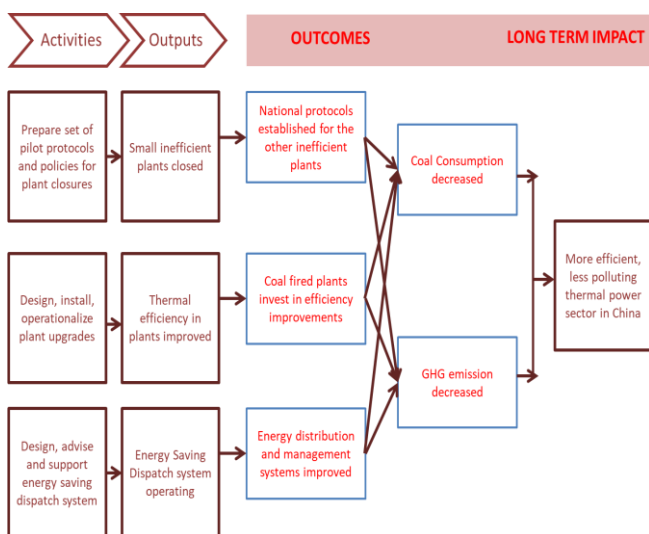 Activities
Outputs
OUTCOMES
LONG TERM IMPACT
Prepare set of
pilot protocols
and policies for
plant closures
Small inefficient
plants closed
National protocols
established for the
other inefficient
plants
Coal Consumption
decreased
More efficient,
less polluting
thermal power
sector in China
Design, install,
operationalize
plant upgrades
Thermal
efficiency in
plants improved
Coal fired plants
invest in efficiency
improvements
GHG emission
decreased
Design, advise
and support
energy saving
dispatch system
Energy Saving
Dispatch system
operating
Energy distribution
and management
systems improved